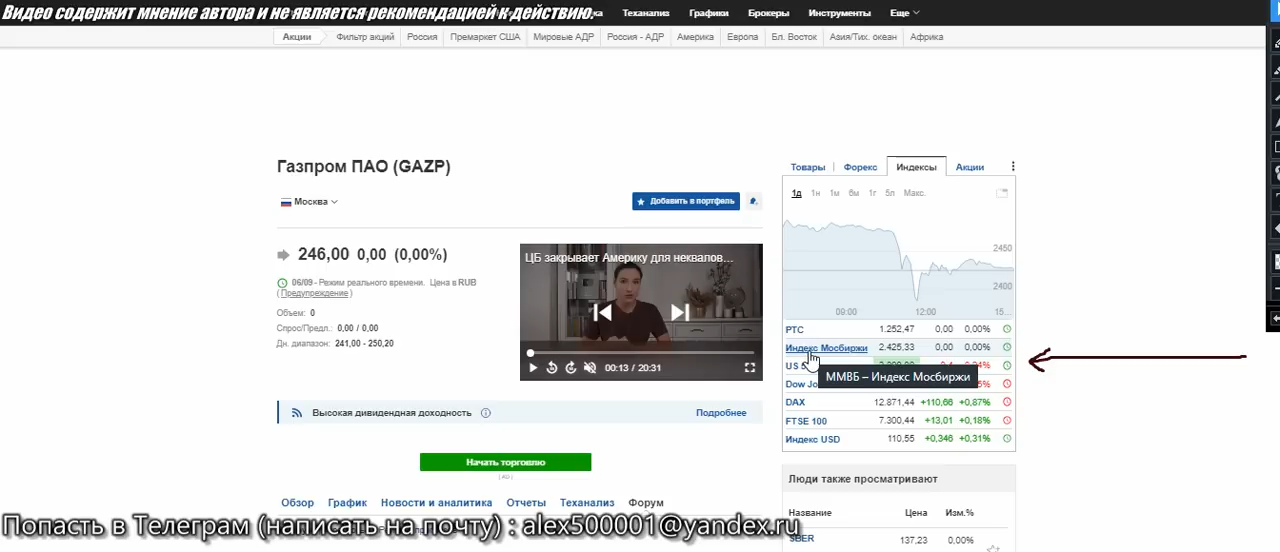 Видео содержит мнение автора и не является рекомендацией к действию.
Теханализ Графики Брокеры Инструменты Еще
Акции Фильтр акций Россия Премаркет США Мировые АДР Россия - АДР Америка Европа Бл. Восток Азия/Тих. океан Африка
Газпром ПАО (GAZP)
Москва
Добавить в портфель
246,00 0,00 (0,00%)
06/09 - Режим реального времени. Цена в RUB
(Предупреждение)
Объем: 0
Спрос/Предл.: 0,00 / 0,00
Дн. диапазон: 241,00 - 250,20
ЦБ закрывает Америку для неквалов...
00:13 / 20:31
Высокая дивидендная доходность
Подробнее
Начать торговлю
[AD]
Обзор График Новости и аналитика Отчеты Теханализ Форум
Товары Форекс Индексы Акции
1д 1н 1м 6м 1г 5л Макс.
2450
2400
09:00 12:00 15...
РТС 1.252,47 0,00 0,00%
Индекс Мосбиржи 2.425,33 0,00 0,00%
US 5
ММВБ – Индекс Мосбиржи
Dow Jo
DAX 12.871,44 +110,66 +0,87%
FTSE 100 7.300,44 +13,01 +0,18%
Индекс USD 110,55 +0,346 +0,31%
Люди также просматривают
Название Цена Изм.%
SBER 137,23 0,00%
Попасть в Телеграм (написать на почту) : alex500001@yandex.ru